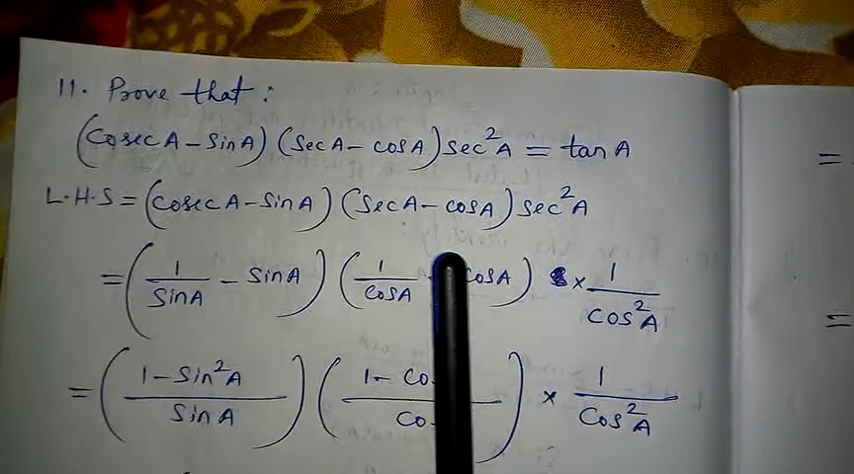 11. Prove that :
(cosec A - sin A) (sec A - cos A) sec²A = tan A
L.H.S = (cosec A - sin A) (sec A - cos A) sec²A
= (1/sin A - sin A) (1/cos A cos A) × 1/cos²A
= (1 - sin²A/sin A) (1 - co/co) × 1/cos²A
=
=